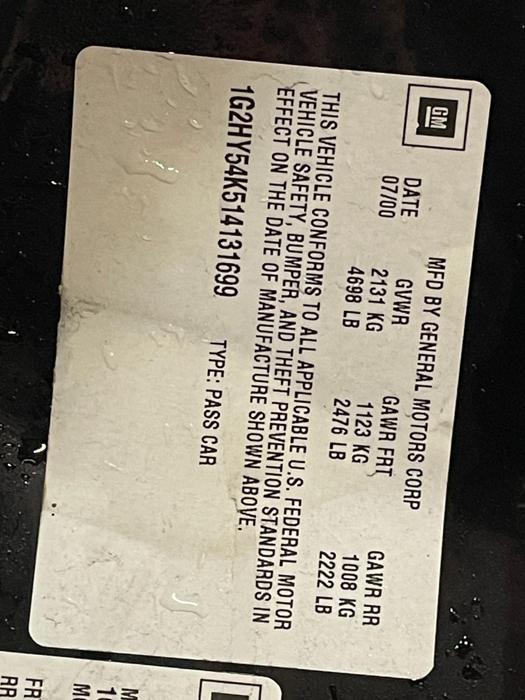 GM
MFD BY GENERAL MOTORS CORP
DATE GVWR GAWR FRT GAWR RR
07/00 2131 KG 1123 KG 1008 KG
4698 LB 2476 LB 2222 LB
THIS VEHICLE CONFORMS TO ALL APPLICABLE U.S. FEDERAL MOTOR
VEHICLE SAFETY, BUMPER, AND THEFT PREVENTION STANDARDS IN
EFFECT ON THE DATE OF MANUFACTURE SHOWN ABOVE.
1G2HY54K514131699 TYPE: PASS CAR
FR
RR